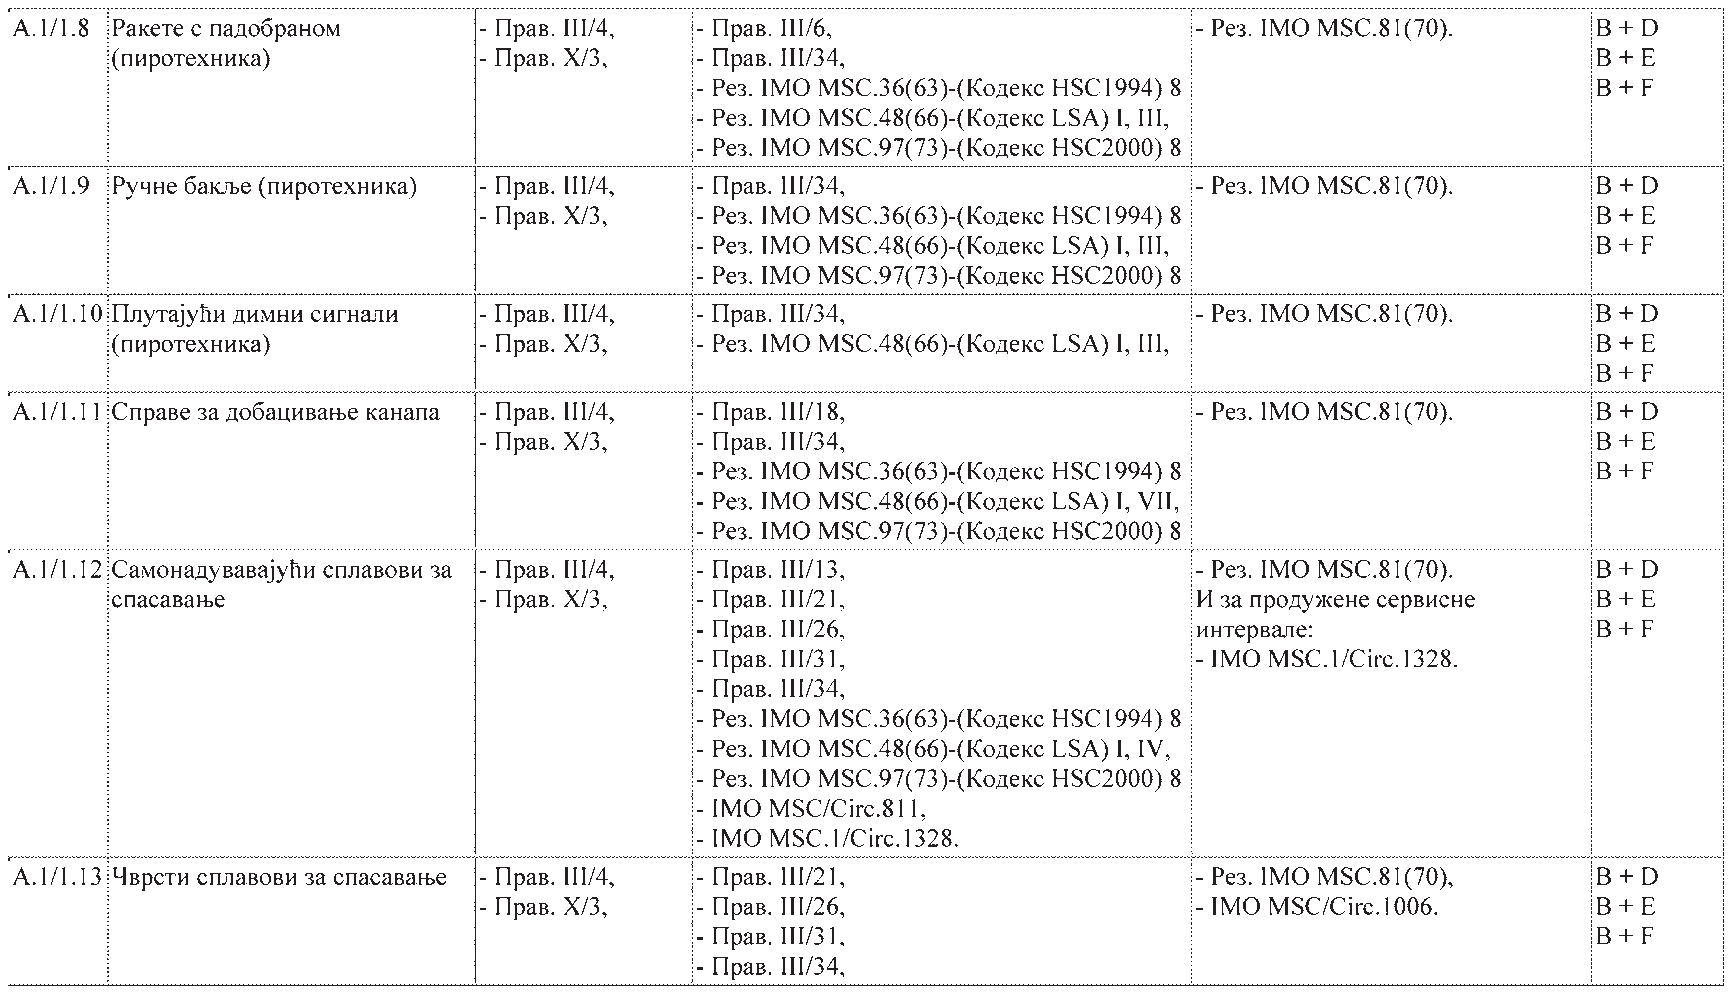 А.1/1.8
Ракете с падобраном
(пиротехника)
- Прав. III/4,
- Прав. X/3,
- Прав. III/6,
- Прав. III/34,
- Рез. IMO MSC.36(63)-(Кодекс HSC1994) 8
- Рез. IMO MSC.48(66)-(Кодекс LSA) I, III,
- Рез. IMO MSC.97(73)-(Кодекс HSC2000) 8
- Рез. IMO MSC.81(70).
B + D
B + E
B + F
А.1/1.9
Ручне бакље (пиротехника)
- Прав. III/4,
- Прав. X/3,
- Прав. III/34,
- Рез. IMO MSC.36(63)-(Кодекс HSC1994) 8
- Рез. IMO MSC.48(66)-(Кодекс LSA) I, III,
- Рез. IMO MSC.97(73)-(Кодекс HSC2000) 8
- Рез. IMO MSC.81(70).
B + D
B + E
B + F
А.1/1.10
Плутајући димни сигнали
(пиротехника)
- Прав. III/4,
- Прав. X/3,
- Прав. III/34,
- Рез. IMO MSC.48(66)-(Кодекс LSA) I, III,
- Рез. IMO MSC.81(70).
B + D
B + E
B + F
А.1/1.11
Справе за добацивање канапа
- Прав. III/4,
- Прав. X/3,
- Прав. III/18,
- Прав. III/34,
- Рез. IMO MSC.36(63)-(Кодекс HSC1994) 8
- Рез. IMO MSC.48(66)-(Кодекс LSA) I, VII,
- Рез. IMO MSC.97(73)-(Кодекс HSC2000) 8
- Рез. IMO MSC.81(70).
B + D
B + E
B + F
А.1/1.12
Самонадувавајући сплавови за
спасавање
- Прав. III/4,
- Прав. X/3,
- Прав. III/13,
- Прав. III/21,
- Прав. III/26,
- Прав. III/31,
- Прав. III/34,
- Рез. IMO MSC.36(63)-(Кодекс HSC1994) 8
- Рез. IMO MSC.48(66)-(Кодекс LSA) I, IV,
- Рез. IMO MSC.97(73)-(Кодекс HSC2000) 8
- IMO MSC/Circ.811,
- IMO MSC.1/Circ.1328.
- Рез. IMO MSC.81(70).
И за продужене сервисне
интервале:
- IMO MSC.1/Circ.1328.
B + D
B + E
B + F
А.1/1.13
Чврсти сплавови за спасавање
- Прав. III/4,
- Прав. X/3,
- Прав. III/21,
- Прав. III/26,
- Прав. III/31,
- Прав. III/34,
- Рез. IMO MSC.81(70),
- IMO MSC/Circ.1006.
B + D
B + E
B + F